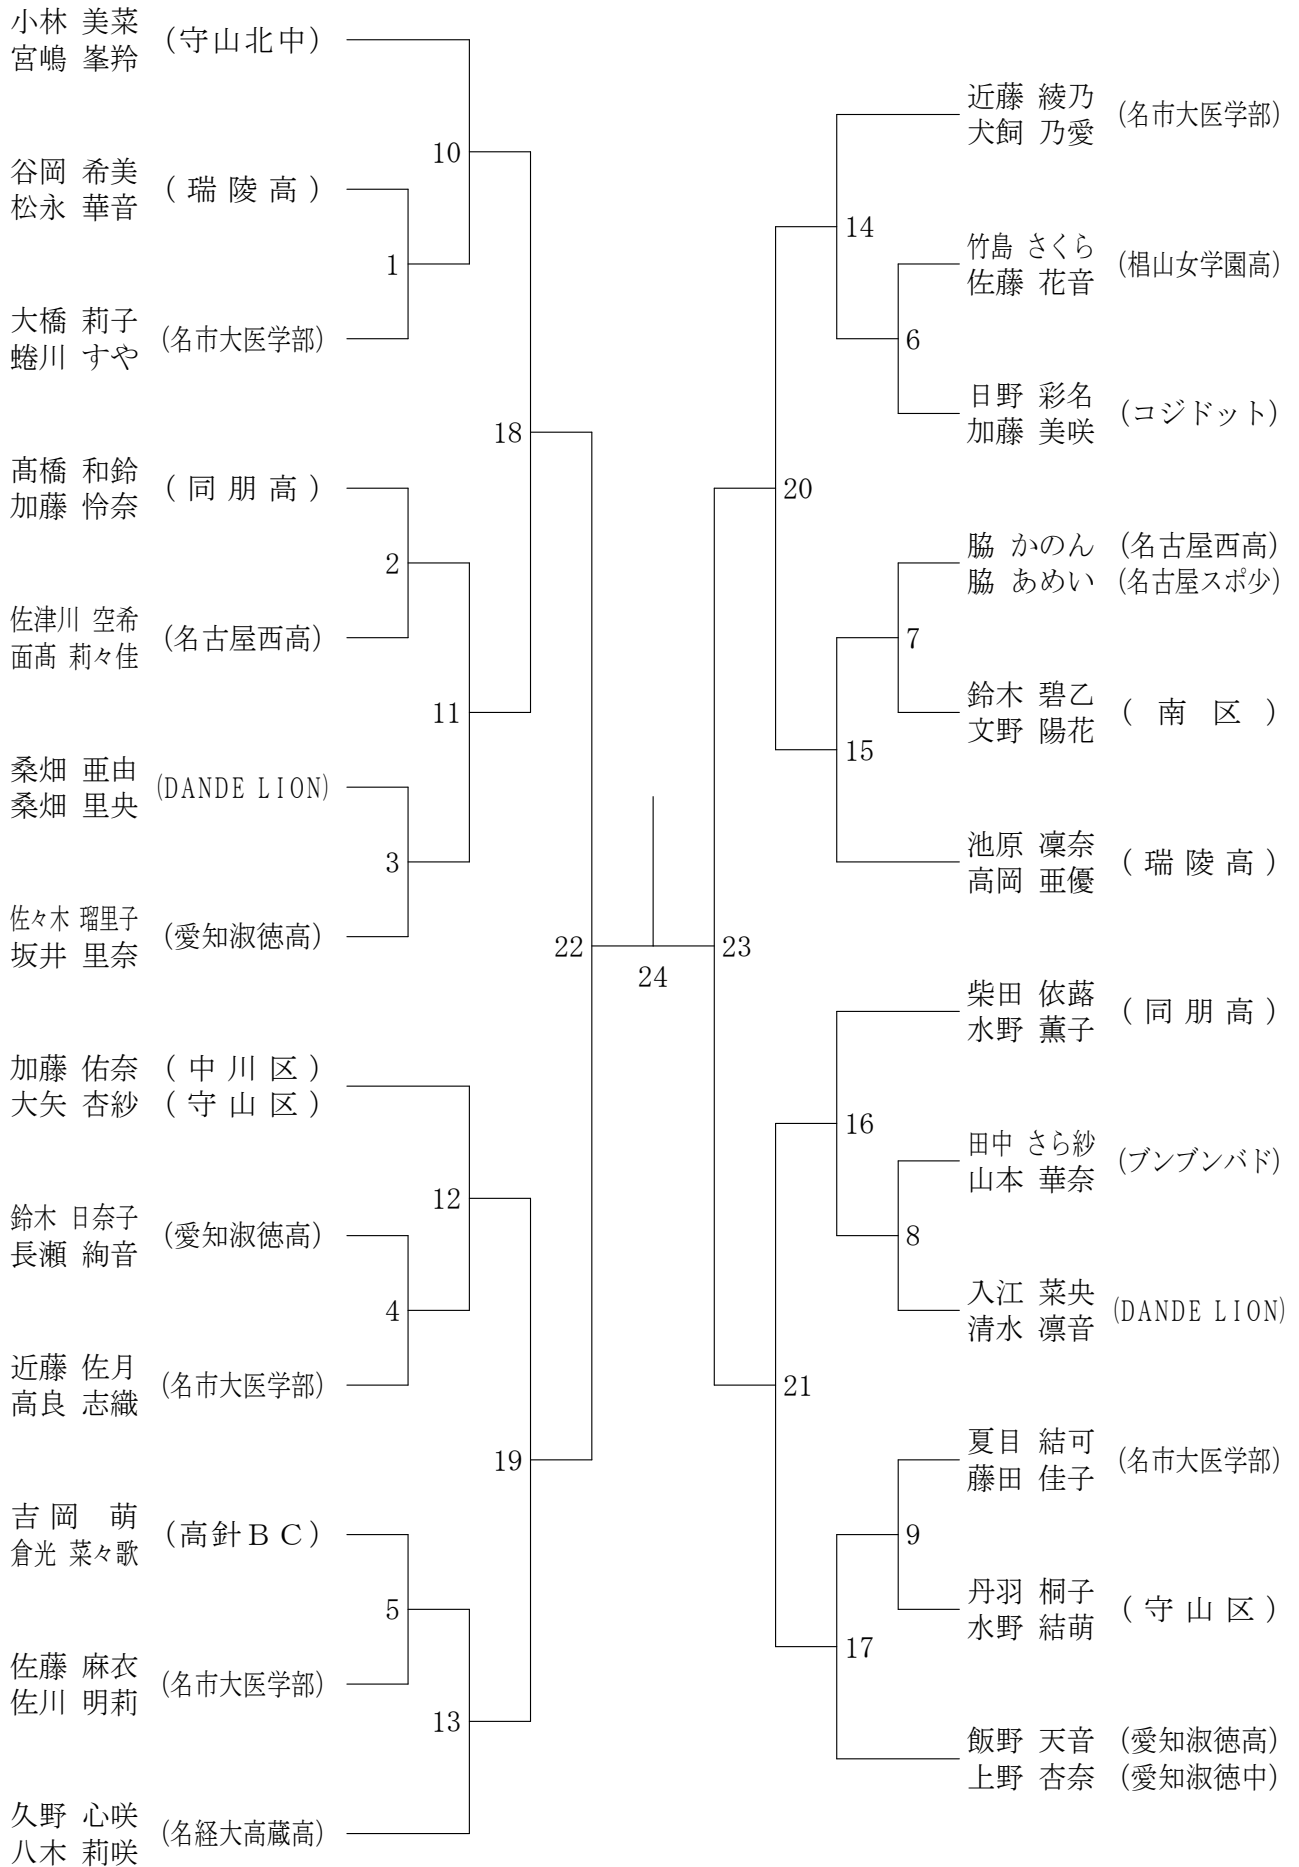 小林 美菜
宮嶋 峯羚
(守山北中)
10
谷岡 希美
松永 華音
(瑞陵高)
1
大橋 莉子
蜷川 すや
(名市大医学部)
18
髙橋 和鈴
加藤 怜奈
(同朋高)
2
佐津川 空希
面髙 莉々佳
(名古屋西高)
11
桑畑 亜由
桑畑 里央
(DANDE LION)
3
佐々木 瑠里子
坂井 里奈
(愛知淑徳高)
22
加藤 佑奈 (中川区)
大矢 杏紗 (守山区)
12
鈴木 日奈子
長瀬 絢音
(愛知淑徳高)
4
近藤 佐月
高良 志織
(名市大医学部)
19
吉岡 萌
倉光 菜々歌
(高針ＢＣ)
5
佐藤 麻衣
佐川 明莉
(名市大医学部)
13
久野 心咲
八木 莉咲
(名経大高蔵高)
24
近藤 綾乃
犬飼 乃愛
(名市大医学部)
14
竹島 さくら
佐藤 花音
(椙山女学園高)
6
日野 彩名
加藤 美咲
(コジドット)
20
脇 かのん (名古屋西高)
脇 あめい (名古屋スポ少)
7
鈴木 碧乙
文野 陽花
(南区)
15
池原 凜奈
高岡 亜優
(瑞陵高)
23
柴田 依蕗
水野 薫子
(同朋高)
16
田中 さら紗
山本 華奈
(ブンブンバド)
8
入江 菜央
清水 凛音
(DANDE LION)
21
夏目 結可
藤田 佳子
(名市大医学部)
9
丹羽 桐子
水野 結萌
(守山区)
17
飯野 天音 (愛知淑徳高)
上野 杏奈 (愛知淑徳中)